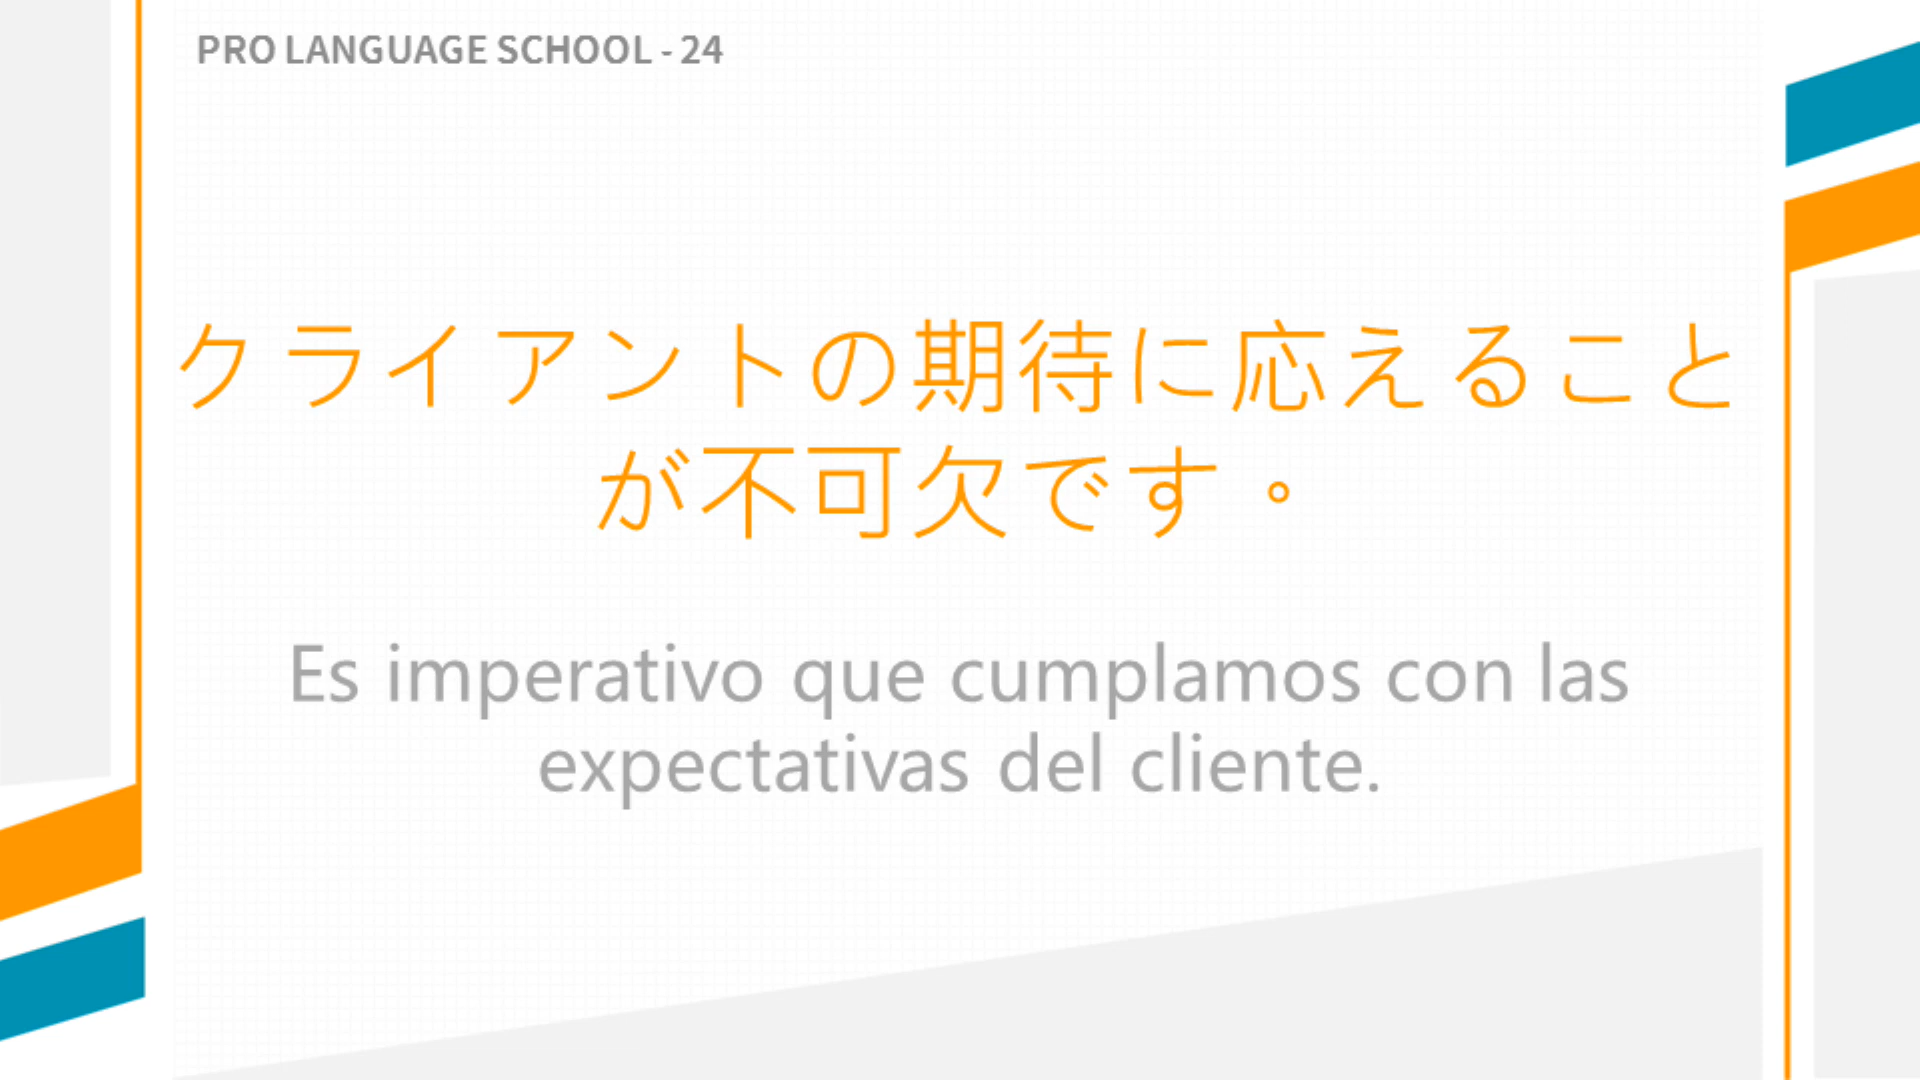 PRO LANGUAGE SCHOOL - 24
クライアントの期待に応えること
が不可欠です。
Es imperativo que cumplamos con las
expectativas del cliente.